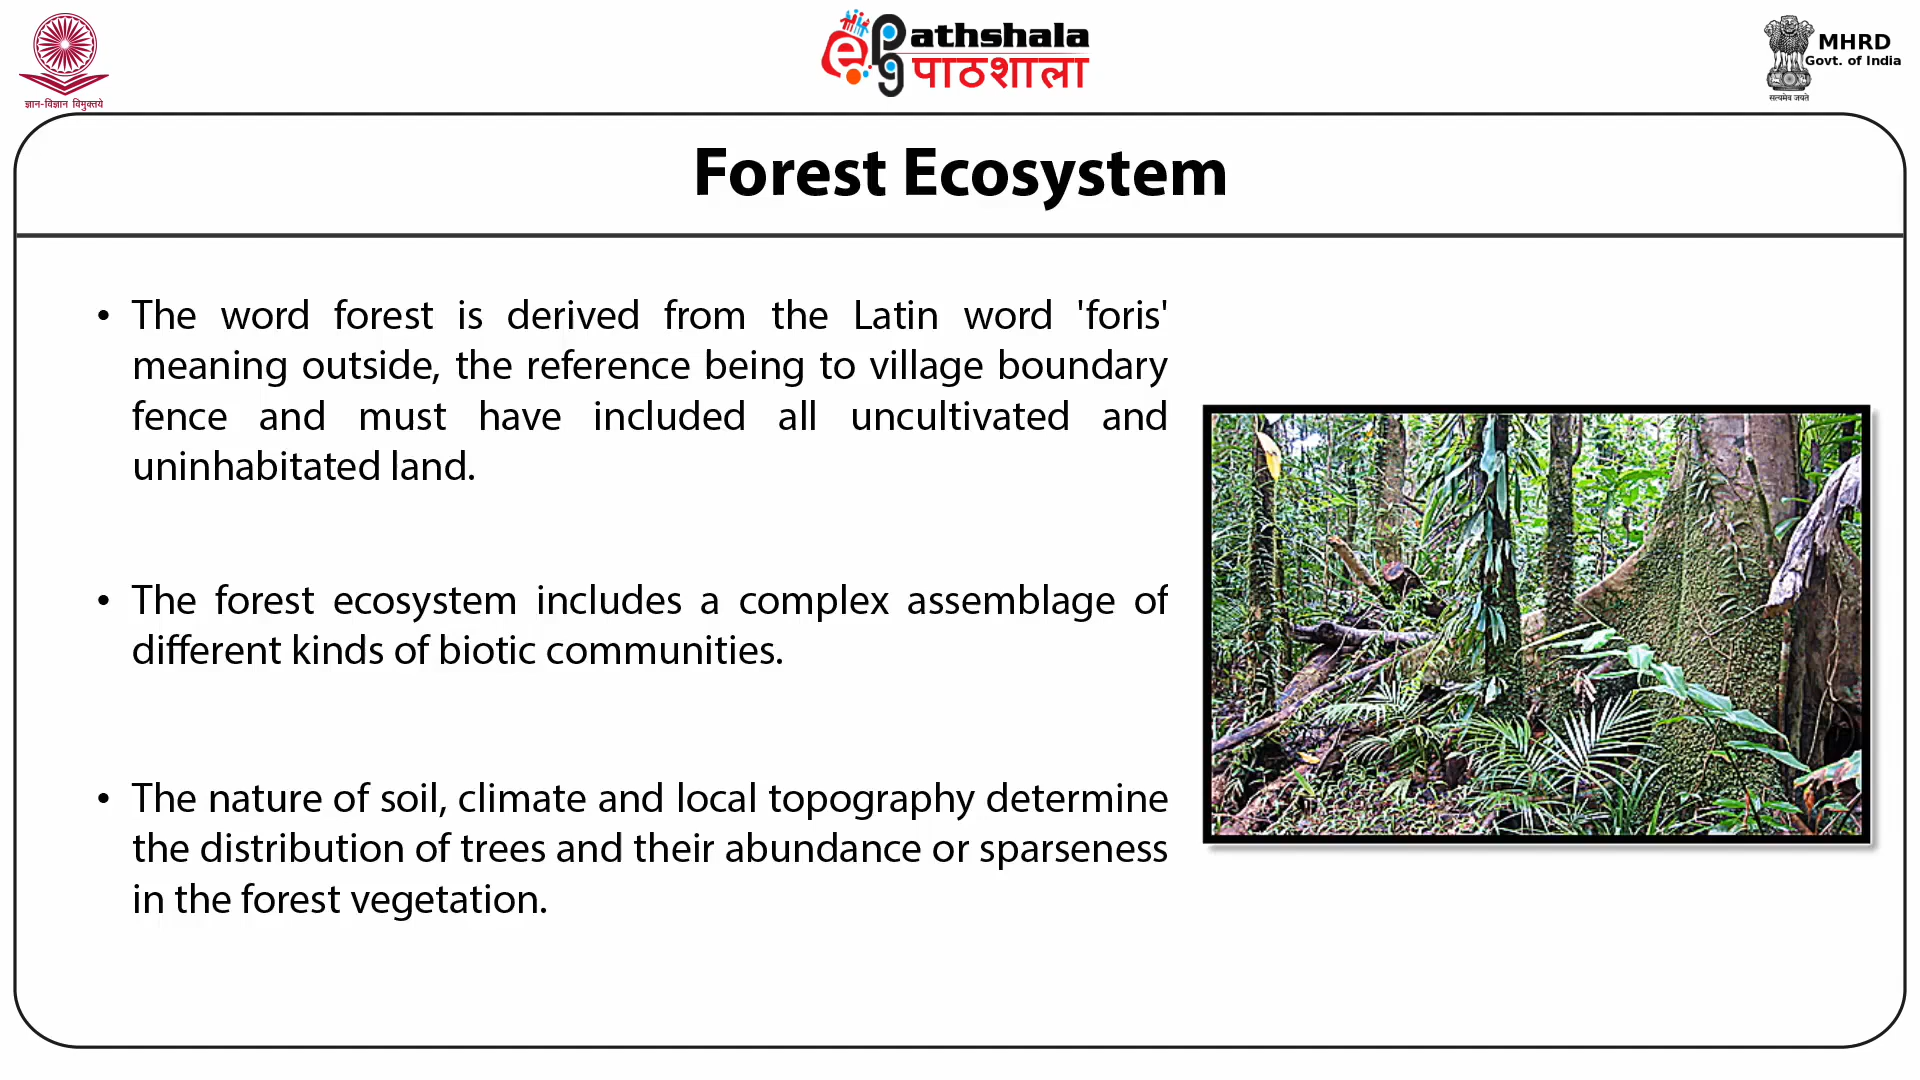 ज्ञान-विज्ञान विमुक्तये
e Pg athshala
पाठशाला
MHRD
Govt. of India
सत्यमेव जयते
Forest Ecosystem
• The word forest is derived from the Latin word 'foris'
meaning outside, the reference being to village boundary
fence and must have included all uncultivated and
uninhabitated land.
• The forest ecosystem includes a complex assemblage of
different kinds of biotic communities.
• The nature of soil, climate and local topography determine
the distribution of trees and their abundance or sparseness
in the forest vegetation.